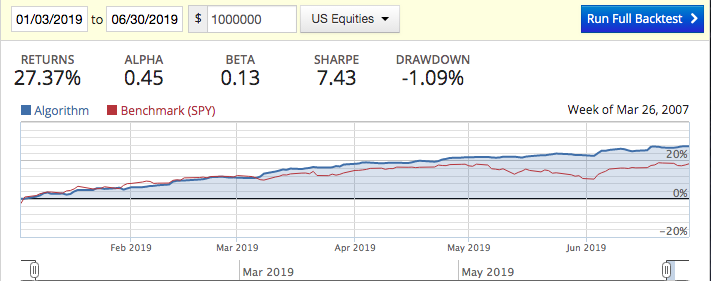 01/03/2019 to 06/30/2019 $ 1000000 US Equities Run Full Backtest
RETURNS ALPHA BETA SHARPE DRAWDOWN
27.37% 0.45 0.13 7.43 -1.09%
Algorithm Benchmark (SPY) Week of Mar 26, 2007
20%
0%
-20%
Feb 2019 Mar 2019 Apr 2019 May 2019 Jun 2019
Mar 2019 May 2019